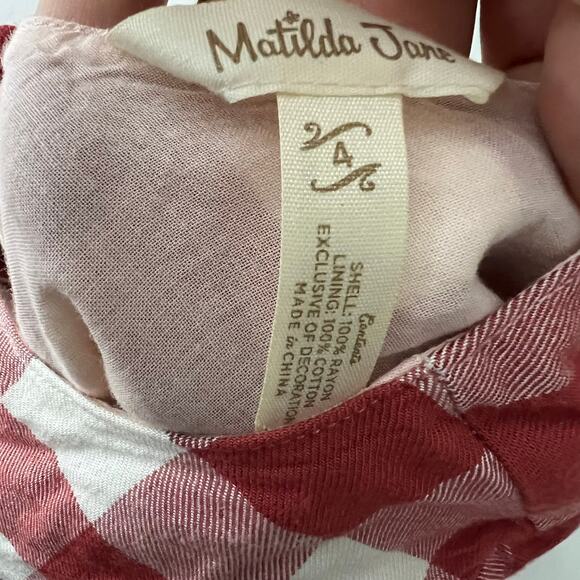 Matilda Jane
4
Contents
SHELL: 100% RAYON
LINING: 100% COTTON
EXCLUSIVE OF DECORATION
MADE in CHINA